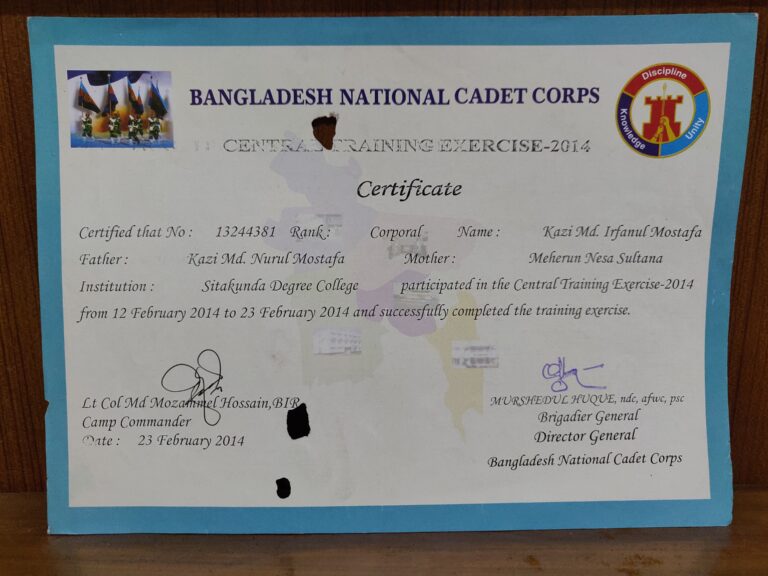 BANGLADESH NATIONAL CADET CORPS
Discipline
Knowledge
Unity
CENTRAL TRAINING EXERCISE-2014
Certificate
Certified that No : 13244381 Rank : Corporal Name : Kazi Md. Irfanul Mostafa
Father : Kazi Md. Nurul Mostafa Mother : Meherun Nesa Sultana
Institution : Sitakunda Degree College participated in the Central Training Exercise-2014
from 12 February 2014 to 23 February 2014 and successfully completed the training exercise.
Lt Col Md Mozammel Hossain,BIR
Camp Commander
Date : 23 February 2014
MURSHEDUL HUQUE, ndc, afwc, psc
Brigadier General
Director General
Bangladesh National Cadet Corps